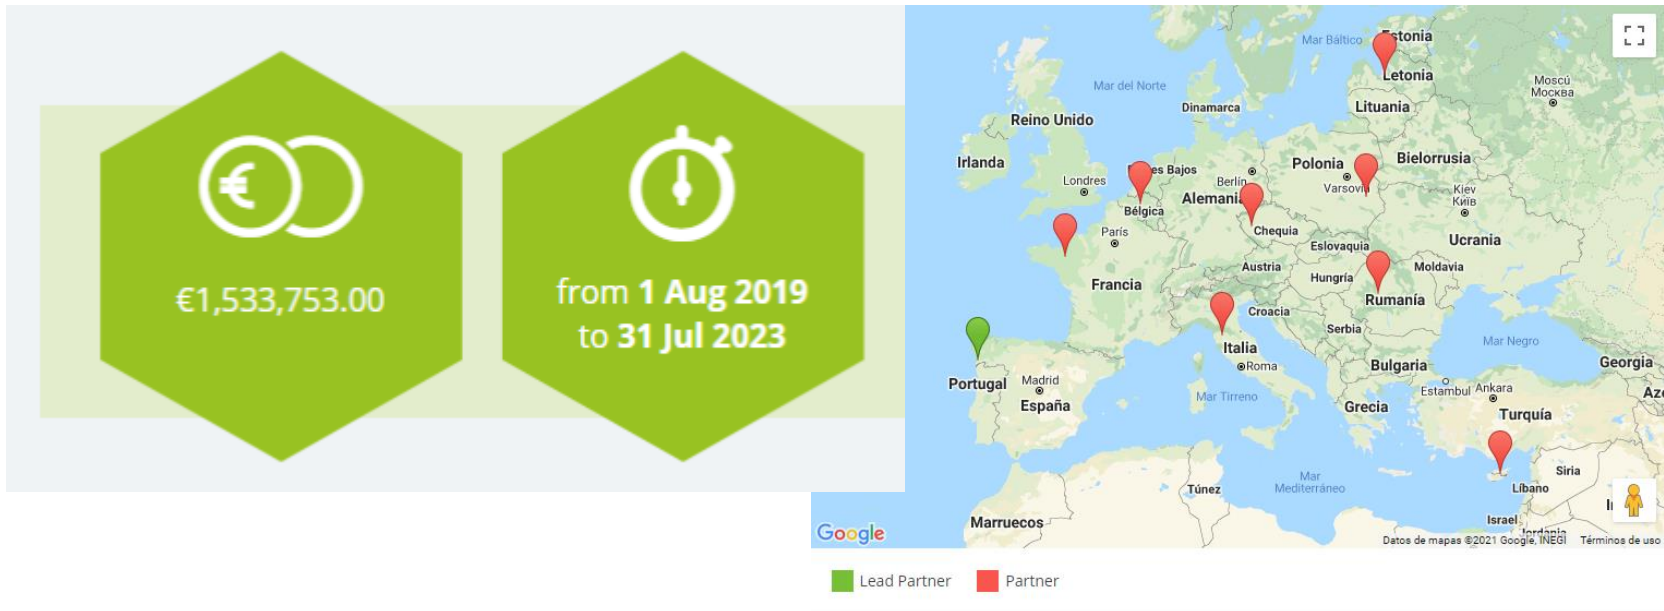 €
€1,533,753.00
from 1 Aug 2019
to 31 Jul 2023
Mar Báltico
Estonia
Letonia
Moscú
Москва
Mar del Norte
Dinamarca
Lituania
Reino Unido
Irlanda
Bielorrusia
Polonia
Varsovia
Bajos
Berlín
Londres
Alemania
Kiev
Київ
Bélgica
París
Chequia
Eslovaquia
Ucrania
Austria
Hungría
Moldavia
Francia
Rumanía
Croacia
Serbia
Italia
Mar Negro
Roma
Bulgaria
Georgia
Portugal
Madrid
España
Mar Tirreno
Estambul
Ankara
Grecia
Turquía
Siria
Mar
Mediterráneo
Túnez
Líbano
Marruecos
Israel
Google
Datos de mapas ©2021 Google, INEGI
Términos de uso
Lead Partner
Partner